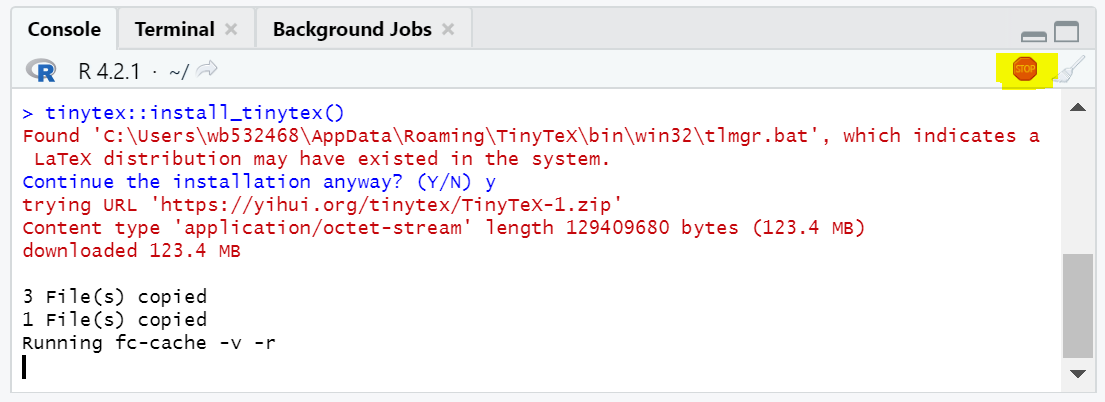 Console Terminal Background Jobs
R R 4.2.1 · ~/
STOP
> tinytex::install_tinytex()
Found 'C:\Users\wb532468\AppData\Roaming\TinyTeX\bin\win32\tlmgr.bat', which indicates a
 LaTeX distribution may have existed in the system.
Continue the installation anyway? (Y/N) y
trying URL 'https://yihui.org/tinytex/TinyTeX-1.zip'
Content type 'application/octet-stream' length 129409680 bytes (123.4 MB)
downloaded 123.4 MB

3 File(s) copied
1 File(s) copied
Running fc-cache -v -r